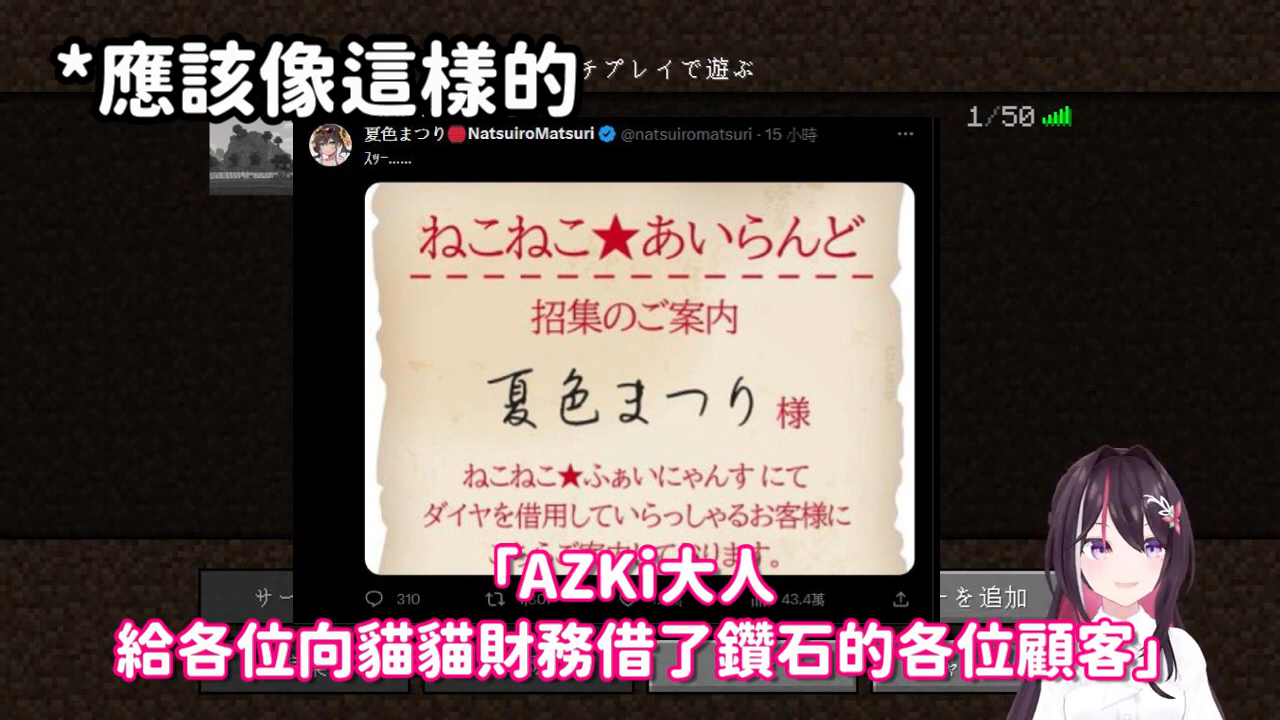 *應該像這樣的
チプレイで遊ぶ
1/50
夏色まつり🏮NatsuiroMatsuri @natsuiromatsuri · 15 小時
ｽｩｰ......
ねこねこ★あいらんど
招集のご案内
夏色まつり 様
ねこねこ★ふぁいにゃんす にて
ダイヤを借用していらっしゃるお客様に
「AZKi大人
310
43.4萬
サー
を追加
給各位向貓貓財務借了鑽石的各位顧客」